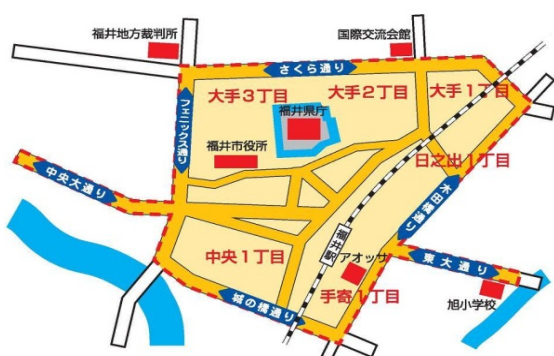 福井地方裁判所
国際交流会館
さくら通り
大手3丁目
大手2丁目
大手1丁目
福井県庁
フェニックス通り
福井市役所
日之出1丁目
中央大通り
木田橋通り
福井駅
アオッサ
中央1丁目
東大通り
手寄1丁目
城の橋通り
旭小学校